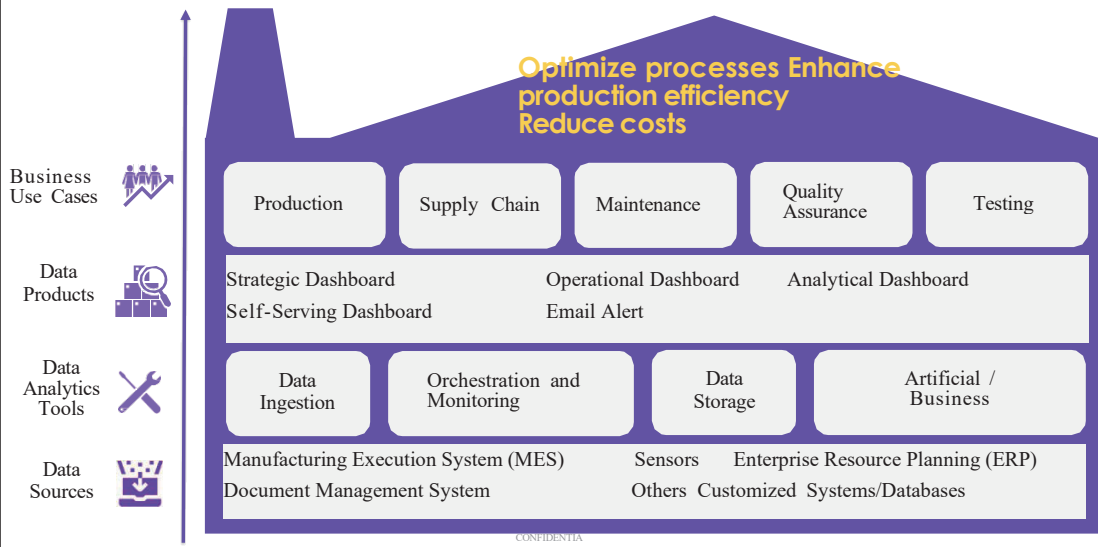 Optimize processes Enhance
production efficiency
Reduce costs
Business
Use Cases
Production
Supply Chain
Maintenance
Quality
Assurance
Testing
Data
Products
Strategic Dashboard
Operational Dashboard
Analytical Dashboard
Self-Serving Dashboard
Email Alert
Data
Analytics
Tools
Data
Ingestion
Orchestration and
Monitoring
Data
Storage
Artificial /
Business
Data
Sources
Manufacturing Execution System (MES)
Sensors
Enterprise Resource Planning (ERP)
Document Management System
Others Customized Systems/Databases
CONFIDENTIA